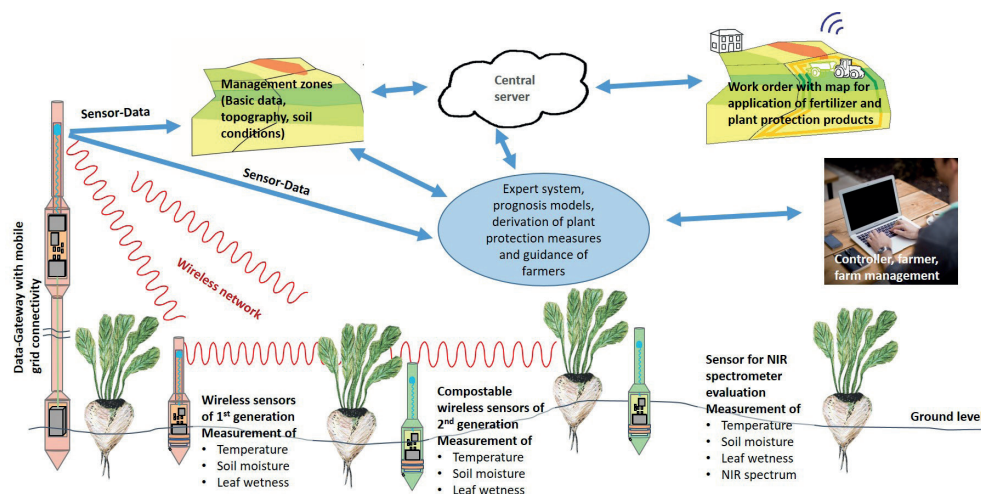 Management zones
(Basic data,
topography, soil
conditions)
Central
server
Work order with map for
application of fertilizer and
plant protection products
Sensor-Data
Sensor-Data
Expert system,
prognosis models,
derivation of plant
protection measures
and guidance of
farmers
Controller, farmer,
farm management
Wireless network
Data-Gateway with mobile
grid connectivity
Wireless sensors
of 1st generation
Measurement of
• Temperature
• Soil moisture
• Leaf wetness
Compostable
wireless sensors of
2nd generation
Measurement of
• Temperature
• Soil moisture
• Leaf wetness
Sensor for NIR
spectrometer
evaluation
Measurement of
• Temperature
• Soil moisture
• Leaf wetness
• NIR spectrum
Ground level